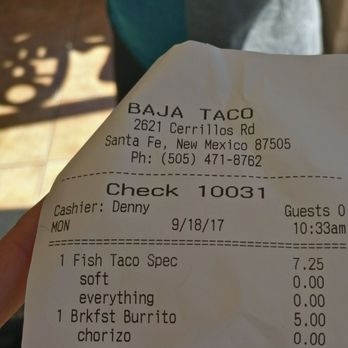 BAJA TACO
2621 Cerrillos Rd
Santa Fe, New Mexico 87505
Ph: (505) 471-8762
Check 10031
Cashier: Denny Guests 0
MON 9/18/17 10:33am
1 Fish Taco Spec 7.25
soft 0.00
everything 0.00
1 Brkfst Burrito 5.00
chorizo 0.00